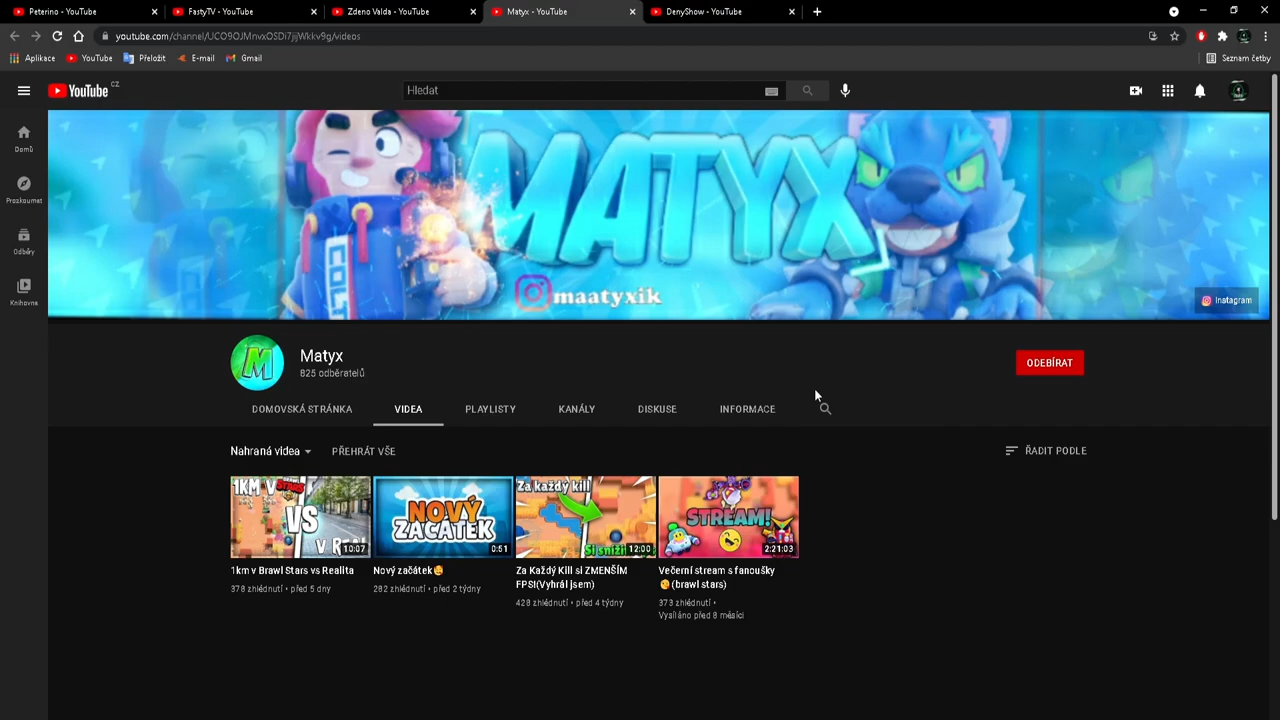 Peterino - YouTube
FastyTV - YouTube
Zdeno Valda - YouTube
Matyx - YouTube
DenyShow - YouTube
youtube.com/channel/UCO9OJMnvxOSDi7jijWkkv9g/videos
Aplikace
YouTube
Přeložit
E-mail
Gmail
Seznam četby
YouTube CZ
Hledat
Domů
Prozkoumat
Odběry
Knihovna
MATYX
COLT
maatyxik
Instagram
Matyx
825 odběratelů
ODEBÍRAT
DOMOVSKÁ STRÁNKA
VIDEA
PLAYLISTY
KANÁLY
DISKUSE
INFORMACE
Nahraná videa
PŘEHRÁT VŠE
ŘADIT PODLE
1KM V
STARS
VS
10:07
NOVÝ
ZAČÁTEK
0:51
Za každý kill
12:00
STREAM!
2:21:03
1km v Brawl Stars vs Realita
378 zhlédnutí • před 5 dny
Nový začátek
282 zhlédnutí • před 2 týdny
Za Každý Kill si ZMENŠÍM
FPS!(Vyhrál jsem)
428 zhlédnutí • před 4 týdny
Večerní stream s fanoušky
(brawl stars)
373 zhlédnutí •
Vysíláno před 8 měsíci